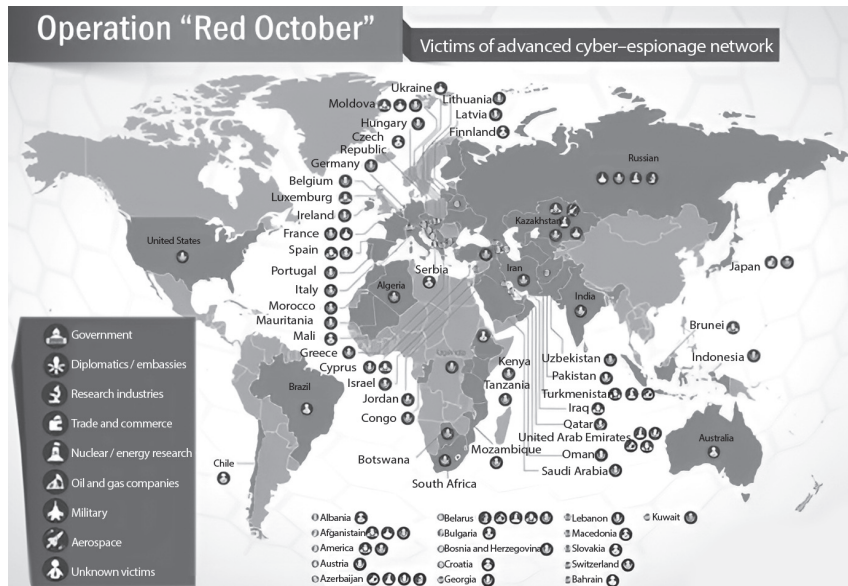 Operation “Red October”
Victims of advanced cyber–espionage network
Ukraine
Moldova
Lithuania
Hungary
Latvia
Czech
Republic
Finnland
Germany
Russian
Belgium
Luxemburg
Ireland
Kazakhstan
France
United States
Spain
Portugal
Serbia
Iran
Japan
Italy
Algeria
India
Morocco
Mauritania
Mali
Brunei
Greece
Uganda
Kenya
Uzbekistan
Indonesia
Cyprus
Israel
Tanzania
Pakistan
Brazil
Jordan
Turkmenistan
Iraq
Congo
Qatar
United Arab Emirates
Australia
Mozambique
Oman
Botswana
Chile
Saudi Arabia
South Africa
Government
Diplomatics / embassies
Research industries
Trade and commerce
Nuclear / energy research
Oil and gas companies
Military
Aerospace
Unknown victims
Albania
Afganistain
America
Austria
Azerbaijan
Belarus
Bulgaria
Bosnia and Herzegovina
Croatia
Georgia
Lebanon
Macedonia
Slovakia
Switzerland
Bahrain
Kuwait